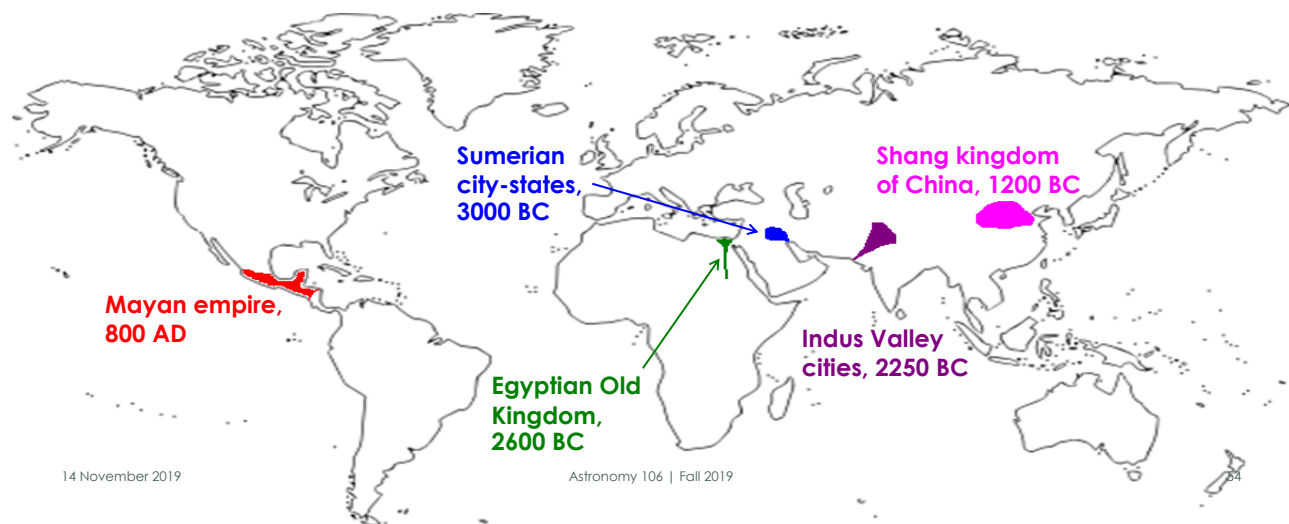 Sumerian
city-states,
3000 BC
Shang kingdom
of China, 1200 BC
Mayan empire,
800 AD
Indus Valley
cities, 2250 BC
Egyptian Old
Kingdom,
2600 BC
14 November 2019
Astronomy 106 | Fall 2019
54